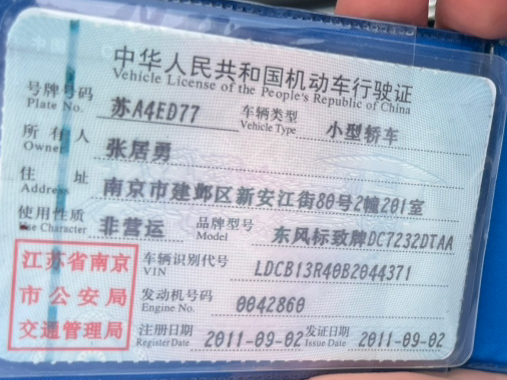 中华人民共和国机动车行驶证
Vehicle License of the People's Republic of China
号牌号码 苏A4ED77 车辆类型 小型轿车
Plate No. Vehicle Type
所有人 张居勇
Owner
住址 南京市建邺区新安江街80号2幢201室
Address
使用性质 非营运 品牌型号 东风标致牌DC7232DTAA
Use Character Model
江苏省南京市公安局交通管理局
车辆识别代号 LDCB13R40B2044371
VIN
发动机号码 0042860
Engine No.
注册日期 2011-09-02 发证日期 2011-09-02
Register Date Issue Date